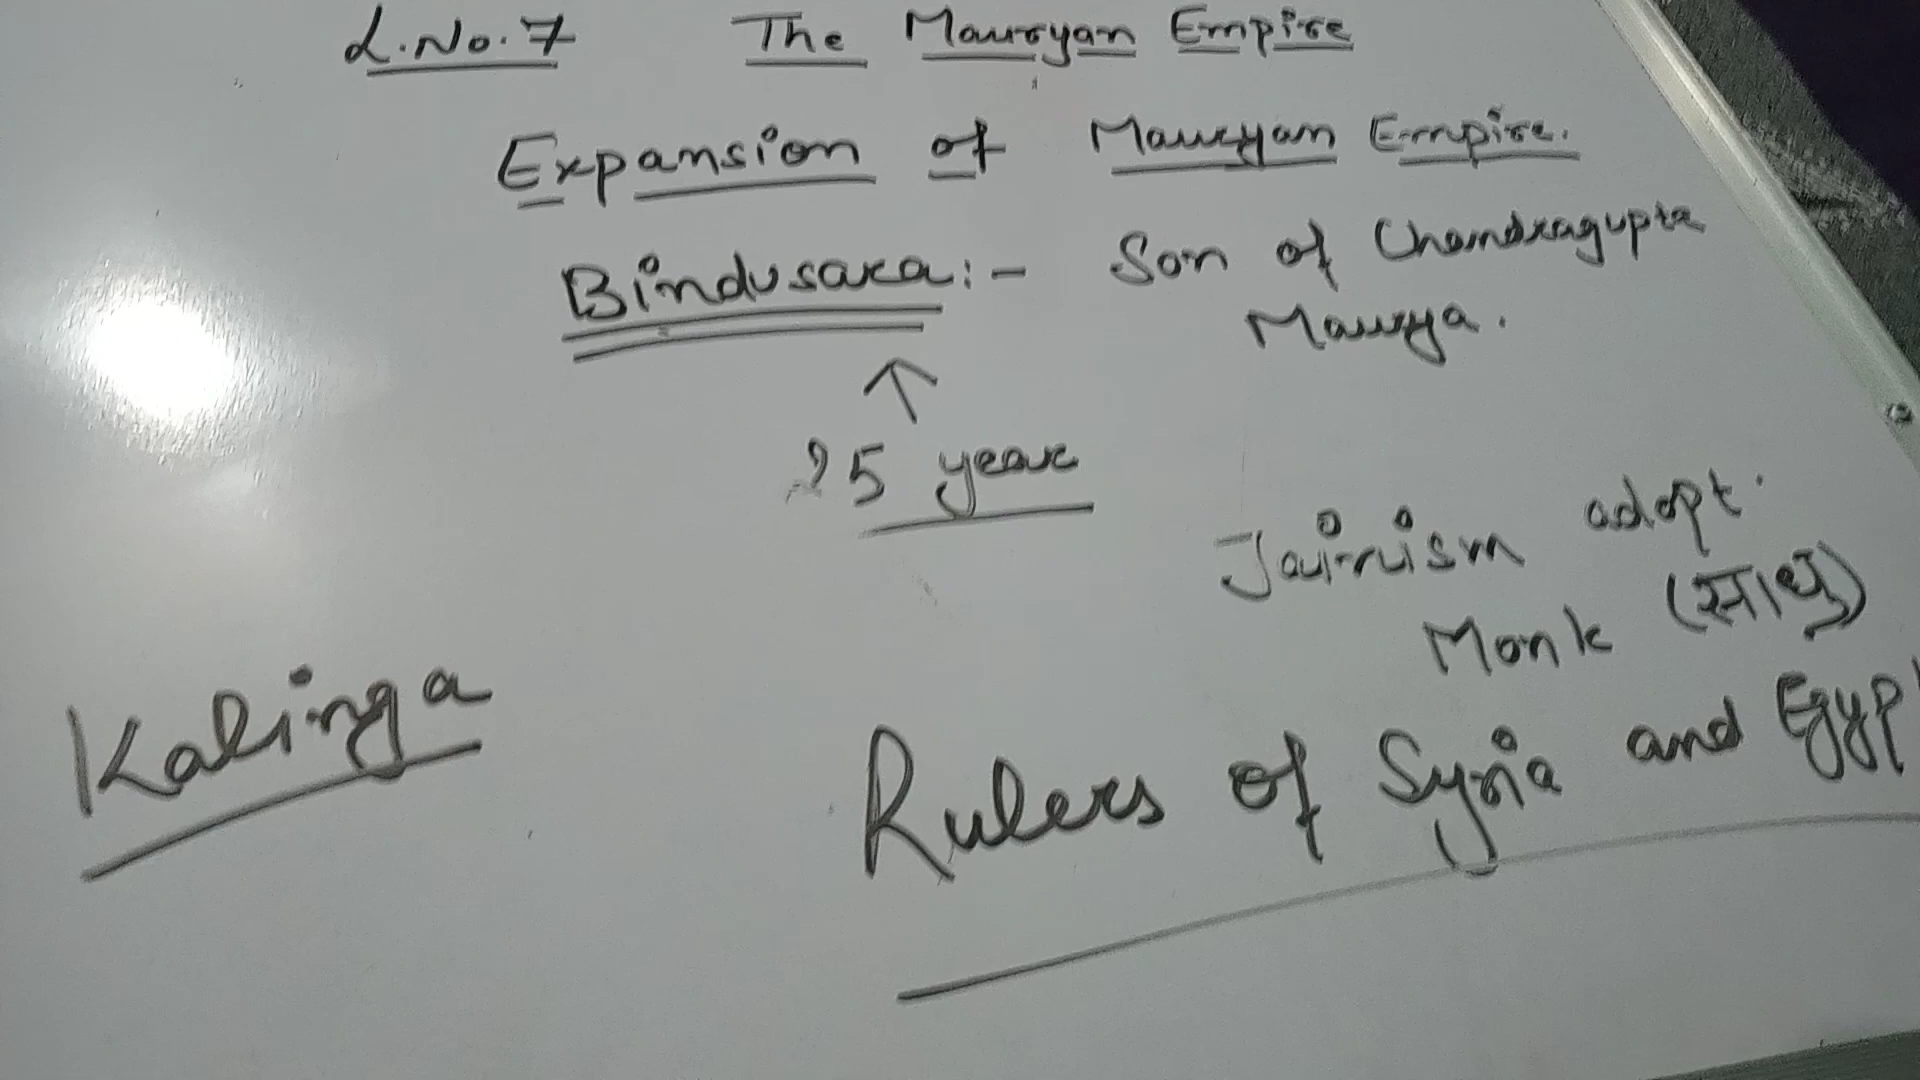 L.No.7 The Mauryan Empire
Expansion of Mauryan Empire.
Bindusara:- Son of Chandragupta
Maurya.
↑
25 year
Jainism adopt.
Monk (साधु)
Kalinga
Rulers of Syria and Egyp